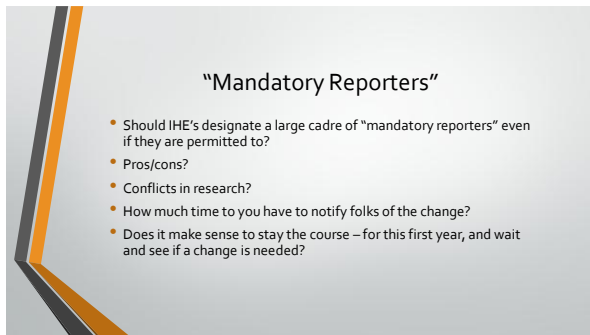 “Mandatory Reporters”
Should IHE’s designate a large cadre of “mandatory reporters” even
if they are permitted to?
Pros/cons?
Conflicts in research?
How much time to you have to notify folks of the change?
Does it make sense to stay the course – for this first year, and wait
and see if a change is needed?